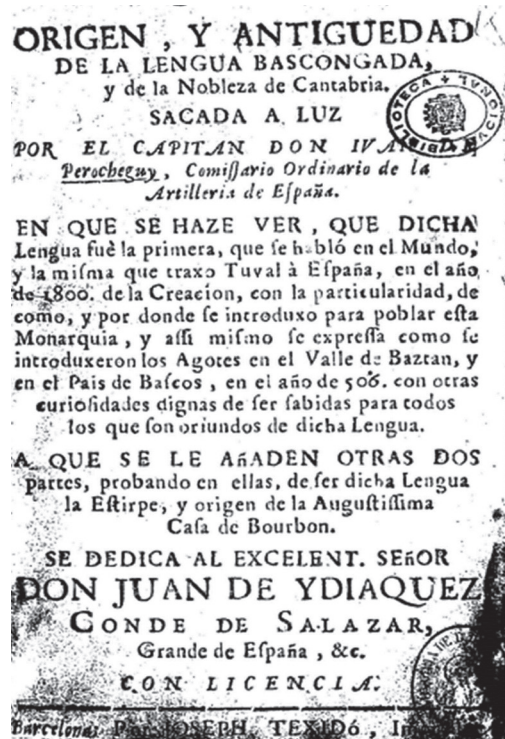 ORIGEN, Y ANTIGUEDAD
DE LA LENGUA BASCONGADA,
y de la Nobleza de Cantabria.
SACADA A LUZ
POR EL CAPITAN DON IVAN DE
Perocheguy, Comiſſario Ordinario de la
Artilleria de Eſpaña.
EN QUE SE HAZE VER, QUE DICHA
Lengua fuè la primera, que ſe habló en el Mundo,
y la miſma que traxo Tuval à Eſpaña, en el año
de 1800. de la Creacion, con la particularidad, de
como, y por donde ſe introduxo para poblar eſta
Monarquia, y aſſi miſmo ſe expreſſa como ſe
introduxeron los Agotes en el Valle de Baztan, y
en el Pais de Baſcos, en el año de 506. con otras
curioſidades dignas de ſer ſabidas para todos
los que ſon oriundos de dicha Lengua.
A QUE SE LE AñADEN OTRAS DOS
partes, probando en ellas, de ſer dicha Lengua
la Eſtirpe, y origen de la Auguſtiſſima
Caſa de Bourbon.
SE DEDICA AL EXCELENT. SEñOR
DON JUAN DE YDIAQUEZ
CONDE DE SALAZAR,
Grande de Eſpaña, &c.
CON LICENCIA:
Barcelona: Por JOSEPH TEXIDó,
BIBLIOTECA